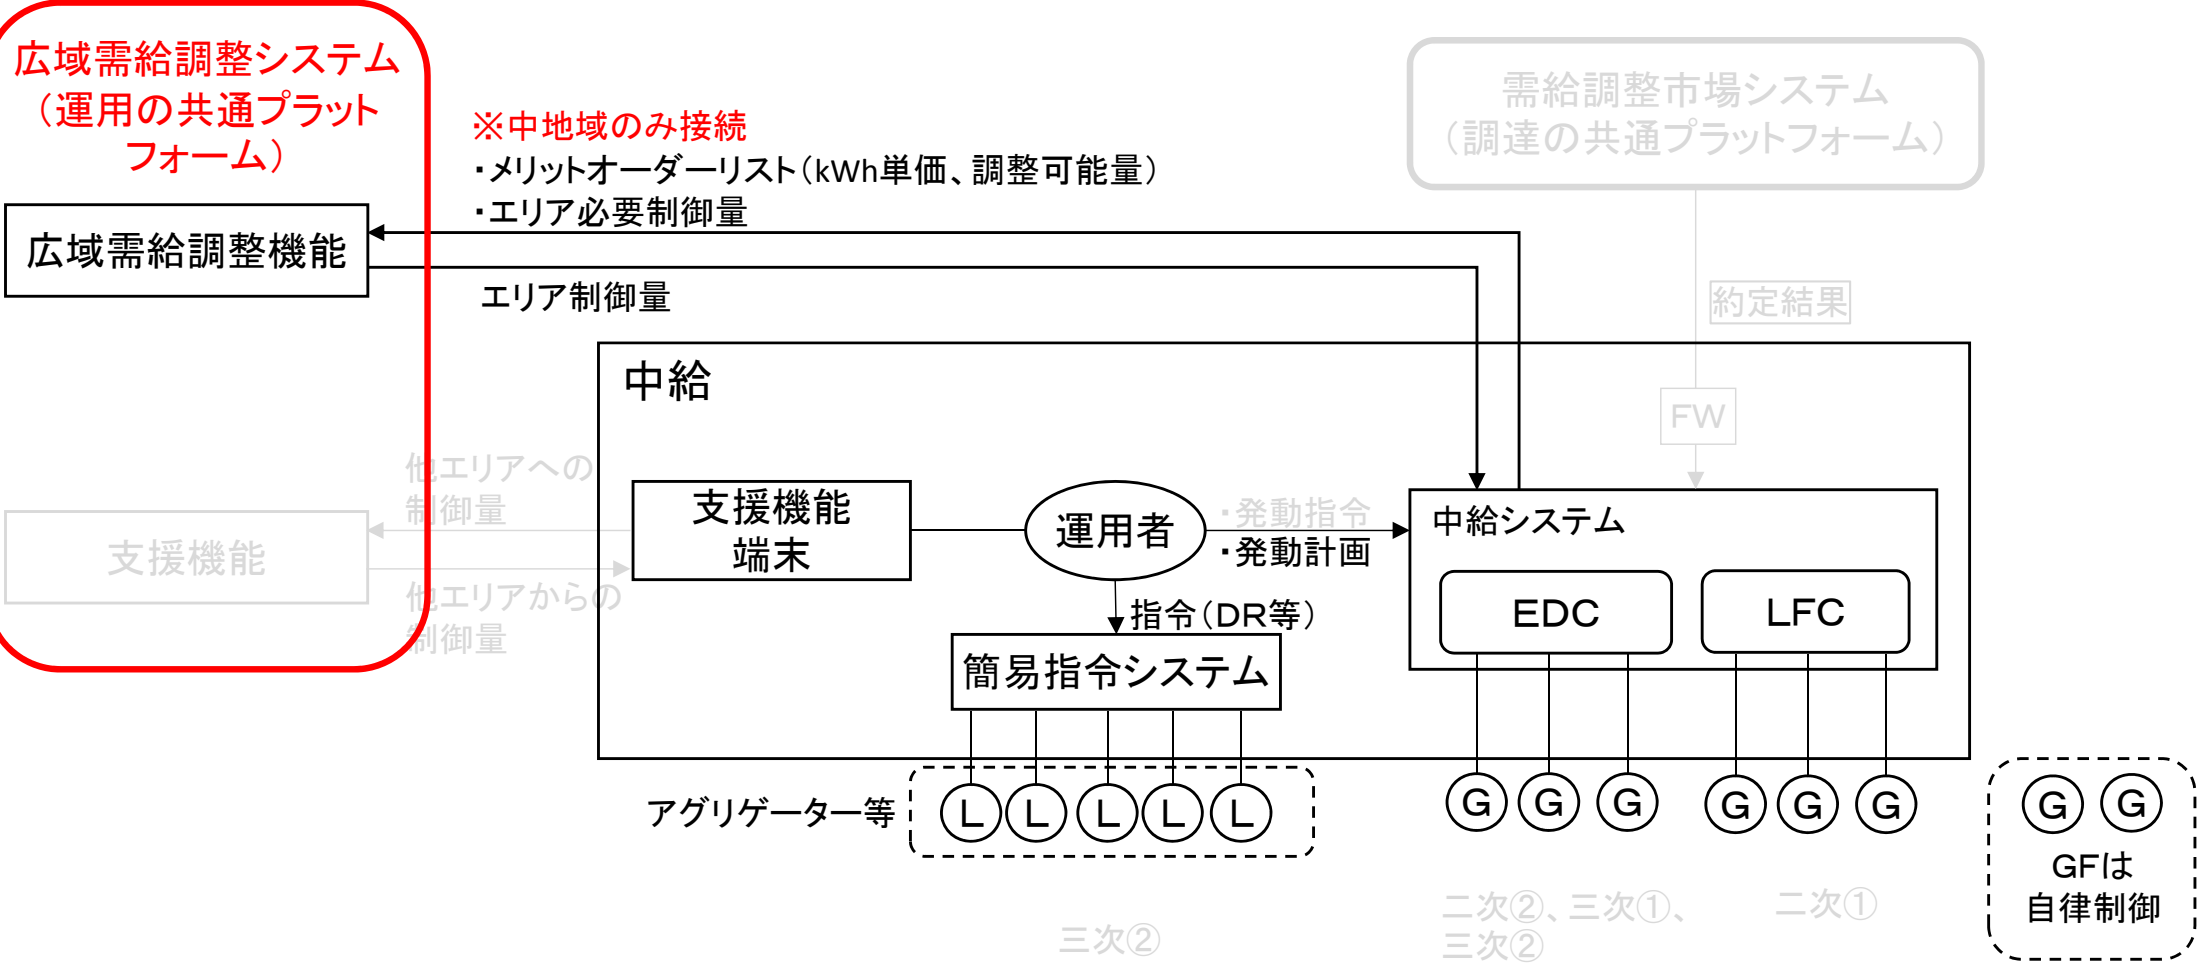 広域需給調整システム
（運用の共通プラット
フォーム）
※中地域のみ接続
・メリットオーダーリスト（kWh単価、調整可能量）
・エリア必要制御量
需給調整市場システム
（調達の共通プラットフォーム）
広域需給調整機能
エリア制御量
約定結果
中給
FW
他エリアへの
制御量
支援機能
端末
運用者
・発動指令
・発動計画
中給システム
支援機能
他エリアからの
制御量
指令（DR等）
EDC
LFC
簡易指令システム
アグリゲーター等
L L L L L
G G G
G G G
G G
GFは
自律制御
三次②
二次②、三次①、
三次②
二次①